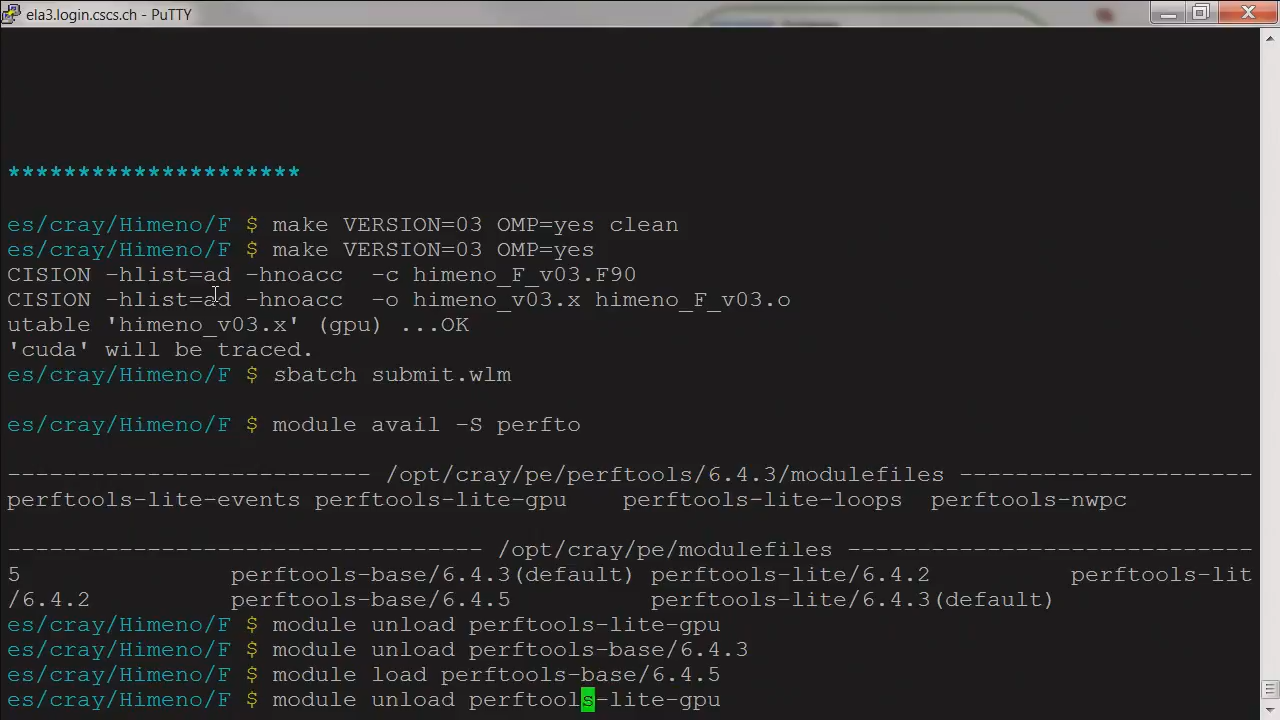 ela3.login.cscs.ch - PuTTY
*********************
es/cray/Himeno/F $ make VERSION=03 OMP=yes clean
es/cray/Himeno/F $ make VERSION=03 OMP=yes
CISION -hlist=ad -hnoacc  -c himeno_F_v03.F90
CISION -hlist=ad -hnoacc  -o himeno_v03.x himeno_F_v03.o
utable 'himeno_v03.x' (gpu) ...OK
'cuda' will be traced.
es/cray/Himeno/F $ sbatch submit.wlm
es/cray/Himeno/F $ module avail -S perfto
-------------------------- /opt/cray/pe/perftools/6.4.3/modulefiles ---------------------
perftools-lite-events perftools-lite-gpu    perftools-lite-loops  perftools-nwpc
---------------------------------- /opt/cray/pe/modulefiles -----------------------------
5               perftools-base/6.4.3(default) perftools-lite/6.4.2          perftools-lit
/6.4.2          perftools-base/6.4.5          perftools-lite/6.4.3(default)
es/cray/Himeno/F $ module unload perftools-lite-gpu
es/cray/Himeno/F $ module unload perftools-base/6.4.3
es/cray/Himeno/F $ module load perftools-base/6.4.5
es/cray/Himeno/F $ module unload perftools-lite-gpu